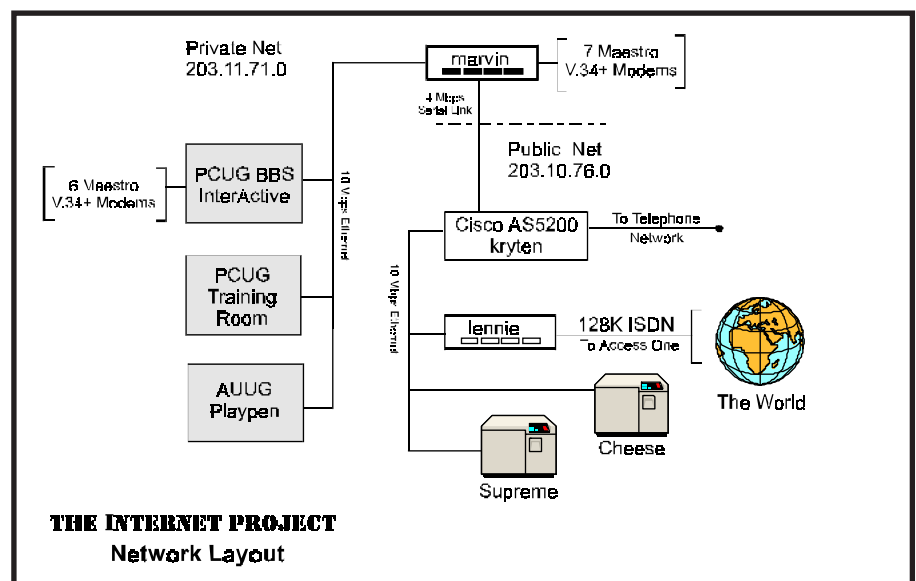 Private Net
203.11.71.0
marvin
7 Maestro
V.34+ Modems
4 Mbps
Serial Link
Public Net
203.10.76.0
6 Maestro
V.34+ Modems
PCUG BBS
InterActive
10 Mbps Ethernet
Cisco AS5200
kryten
To Telephone
Network
PCUG
Training
Room
10 Mbps Ethernet
lennie
128K ISDN
To Access One
The World
AUUG
Playpen
Cheese
Supreme
THE INTERNET PROJECT
Network Layout